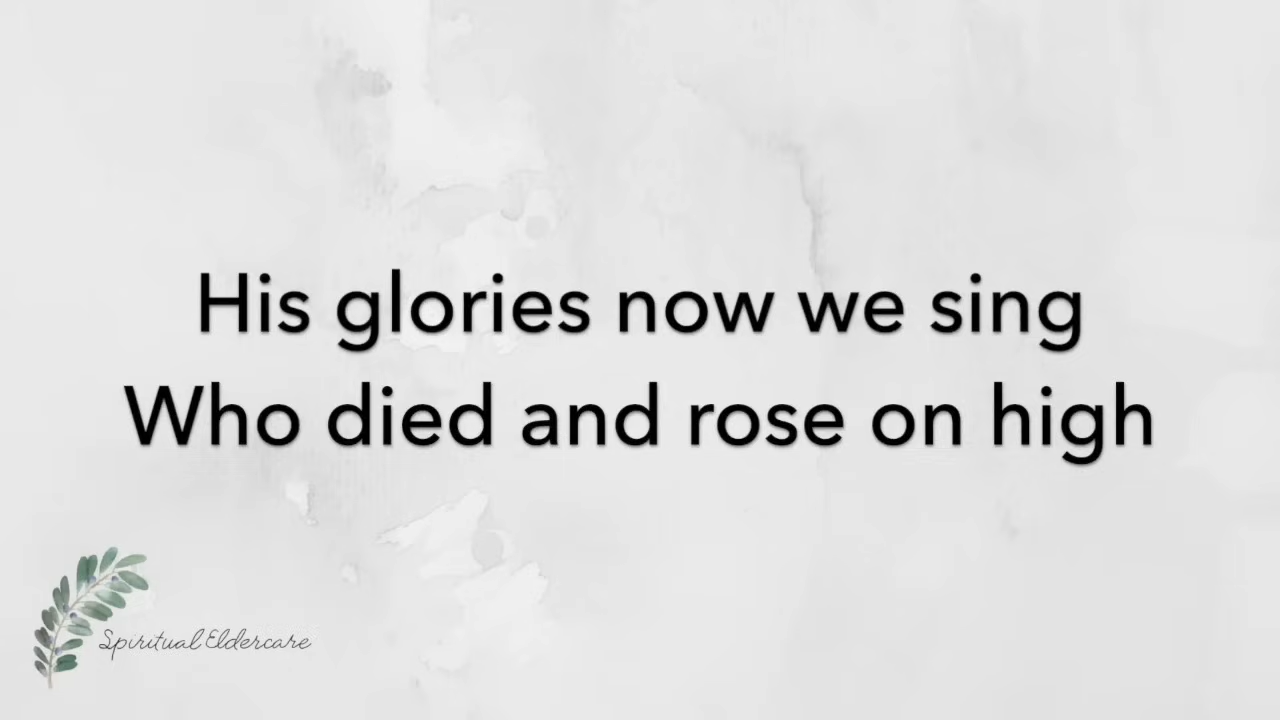 His glories now we sing
Who died and rose on high
Spiritual Eldercare